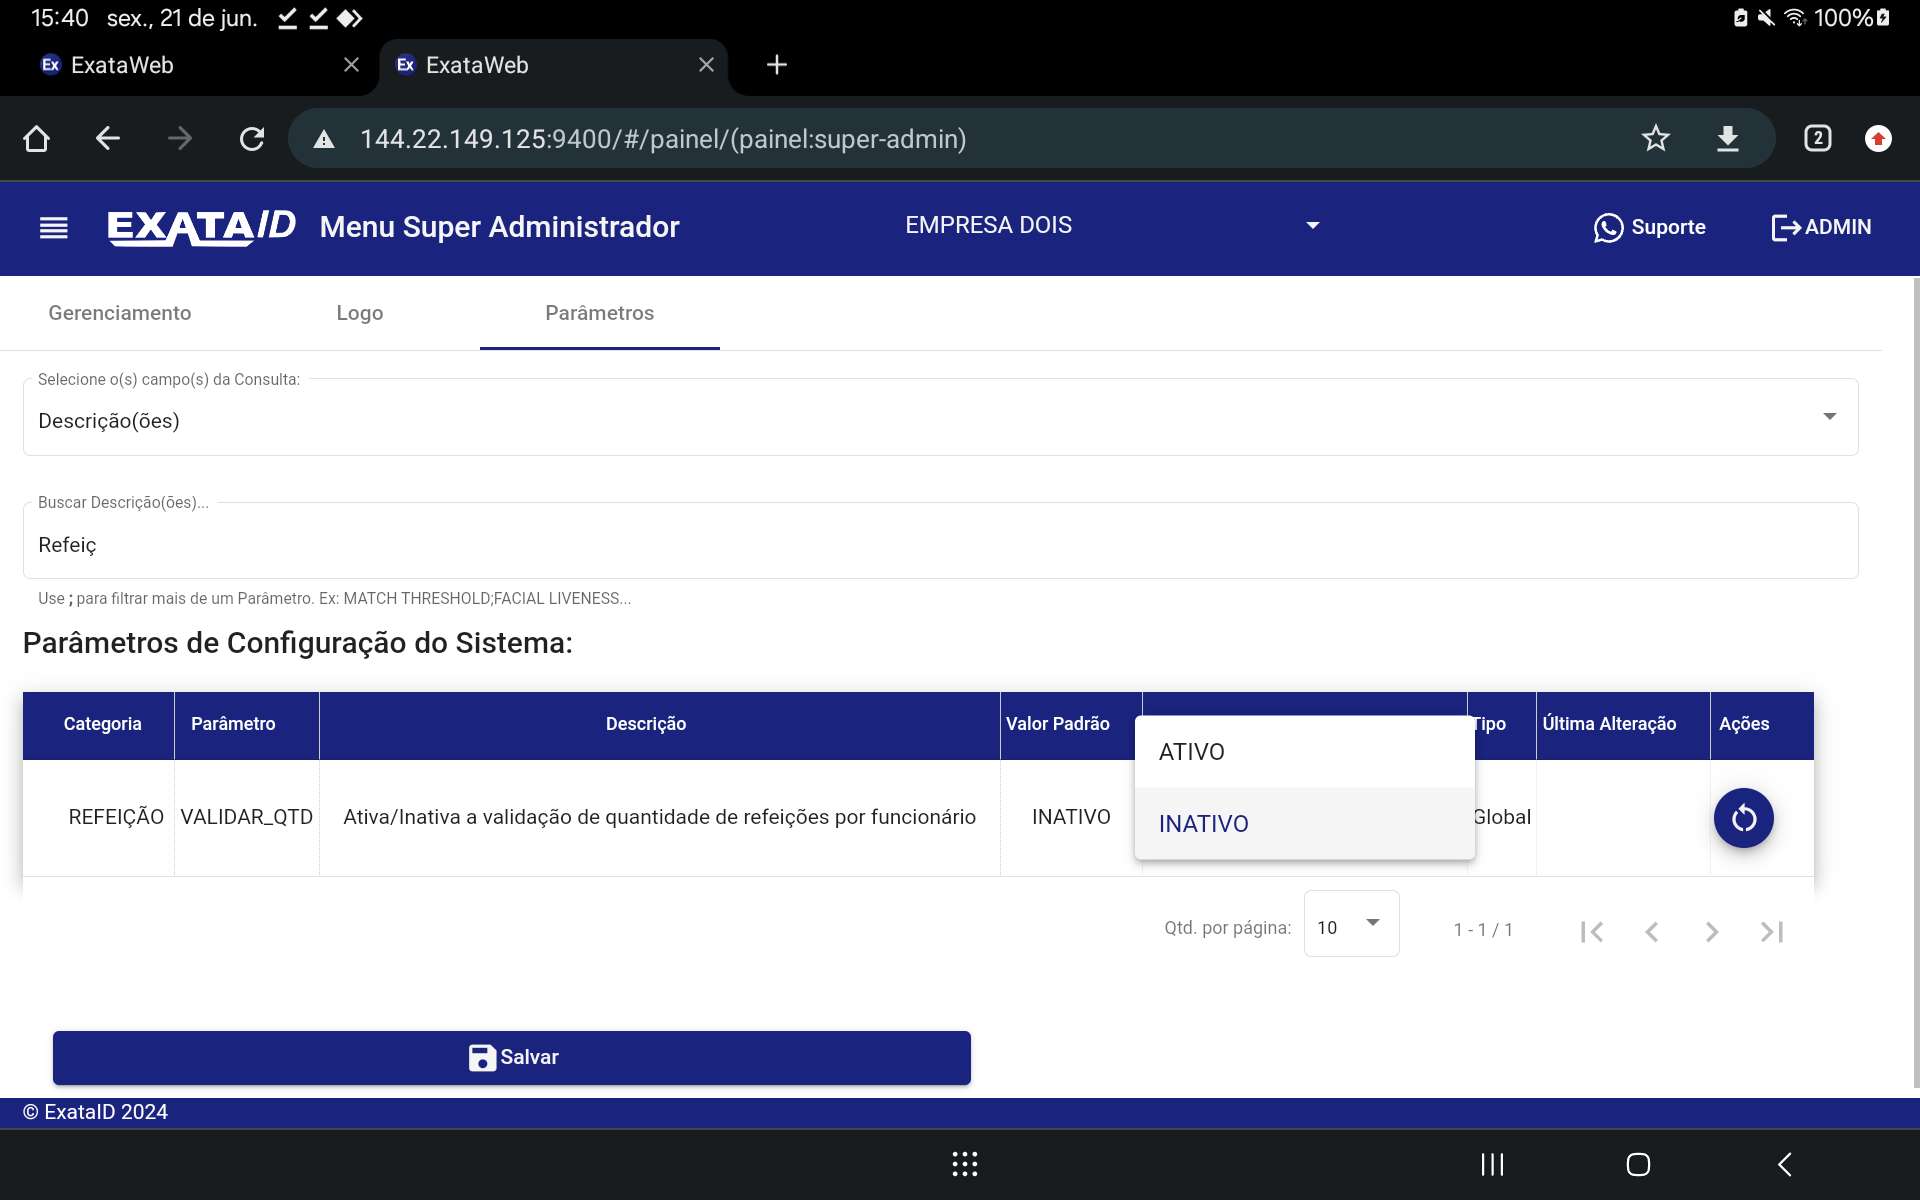 15:40 sex., 21 de jun. 100%
Ex ExataWeb
Ex ExataWeb
144.22.149.125:9400/#/painel/(painel:super-admin) 2
EXATAID Menu Super Administrador EMPRESA DOIS Suporte ADMIN
Gerenciamento Logo Parâmetros
Selecione o(s) campo(s) da Consulta:
Descrição(ões)
Buscar Descrição(ões)...
Refeiç
Use ; para filtrar mais de um Parâmetro. Ex: MATCH THRESHOLD;FACIAL LIVENESS...
Parâmetros de Configuração do Sistema:
Categoria Parâmetro Descrição Valor Padrão Tipo Última Alteração Ações
ATIVO
REFEIÇÃO VALIDAR_QTD Ativa/Inativa a validação de quantidade de refeições por funcionário INATIVO INATIVO Global
Qtd. por página: 10 1 - 1 / 1
Salvar
© ExataID 2024